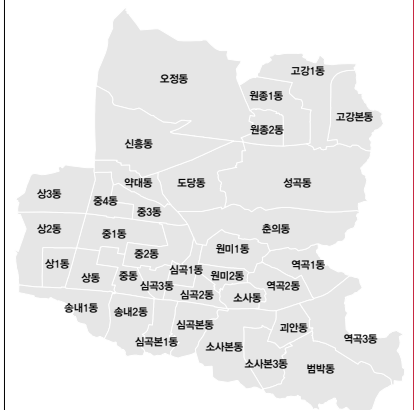 고강1동
오정동
원종1동
고강본동
원종2동
신흥동
약대동
도당동
성곡동
상3동
중4동
중3동
상2동
중1동
춘의동
원미1동
중2동
상1동
역곡1동
심곡1동
상동
중동
원미2동
심곡3동
역곡2동
심곡2동
소사동
송내1동
송내2동
심곡본동
괴안동
심곡본1동
소사본동
역곡3동
소사본3동
범박동